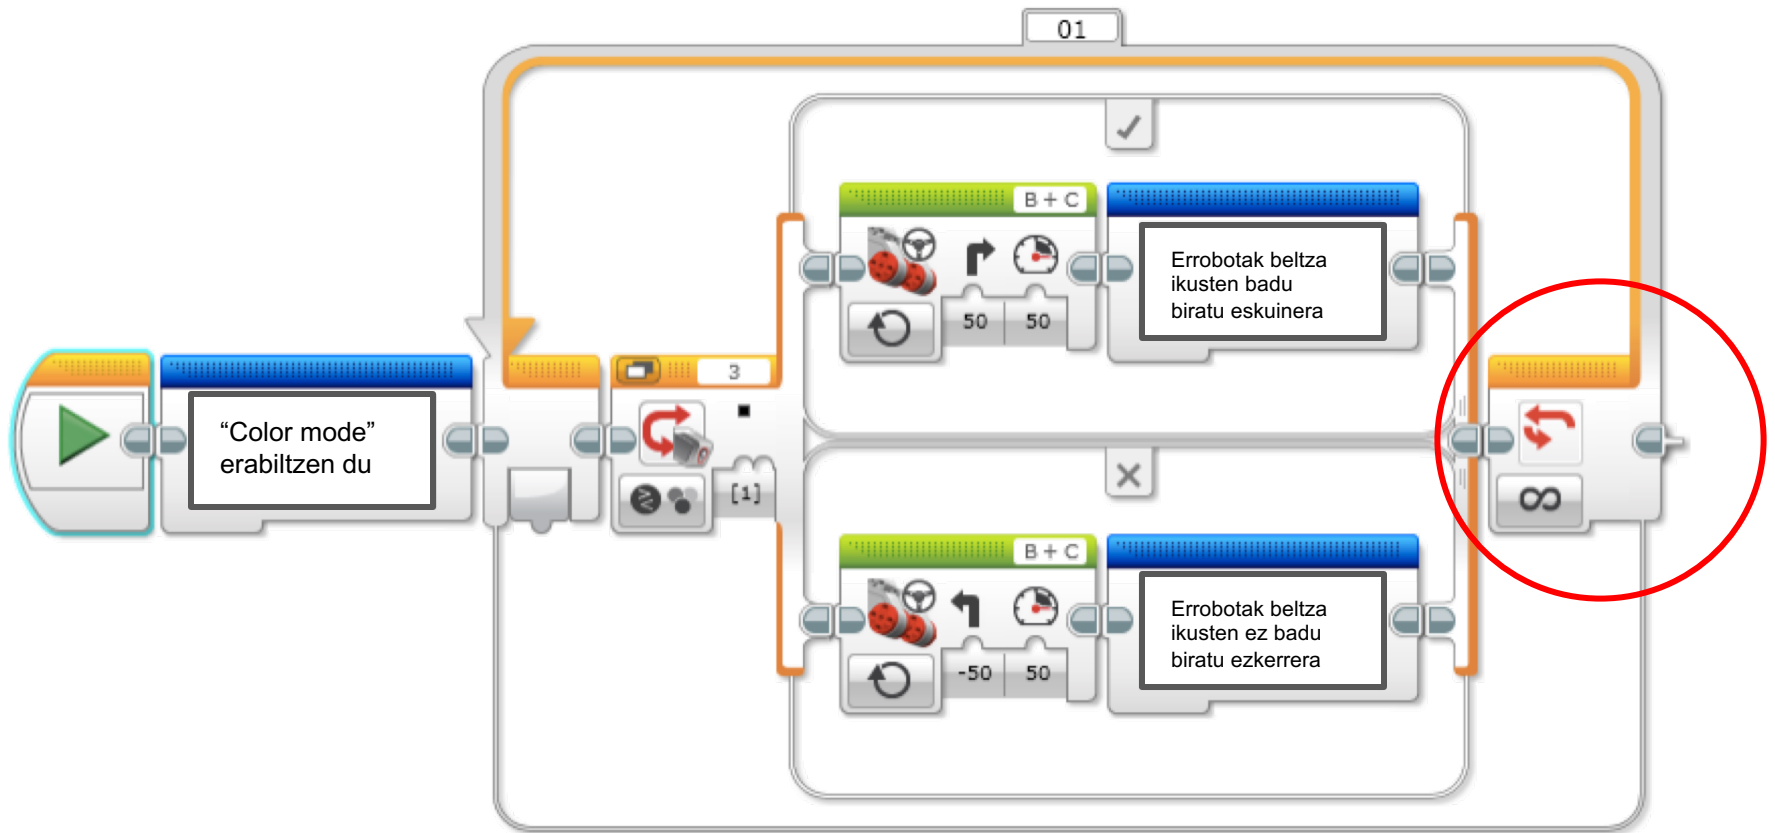 01
B + C
Errobotak beltza
ikusten badu
biratu eskuinera
50 50
3
“Color mode”
erabiltzen du
[1]
B + C
Errobotak beltza
ikusten ez badu
biratu ezkerrera
-50 50